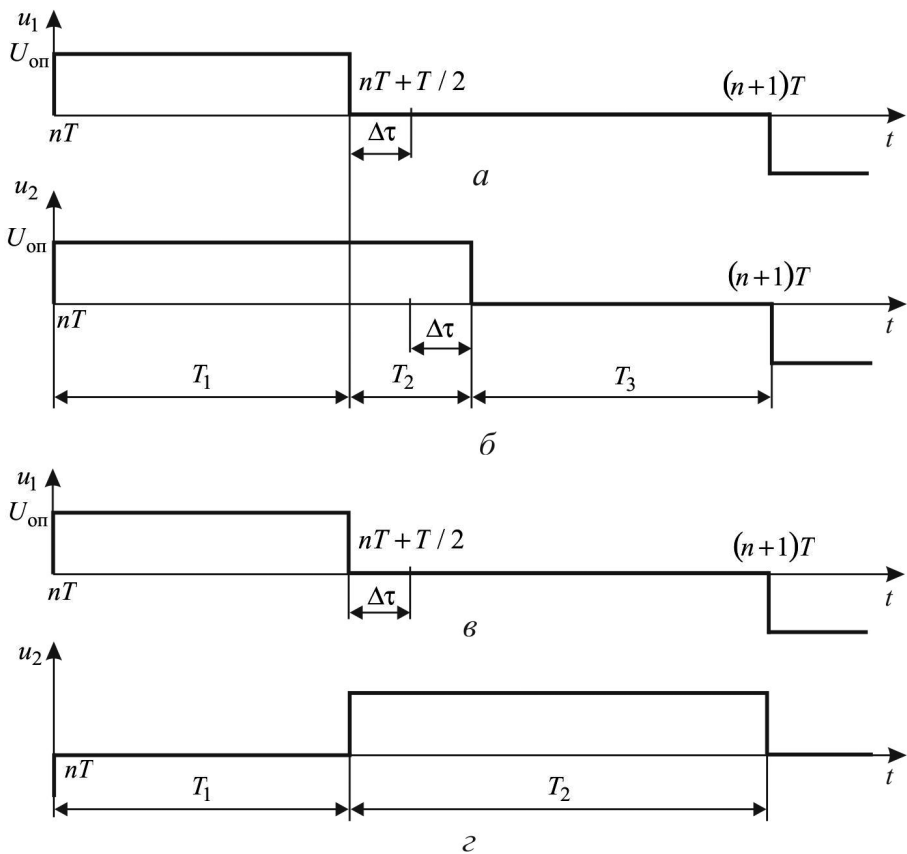 u₁
Uоп
nT + T / 2
(n+1)T
nT
Δτ
t
а
u₂
Uоп
(n+1)T
nT
Δτ
t
T₁
T₂
T₃
б
u₁
Uоп
nT + T / 2
(n+1)T
nT
Δτ
t
в
u₂
nT
t
T₁
T₂
г